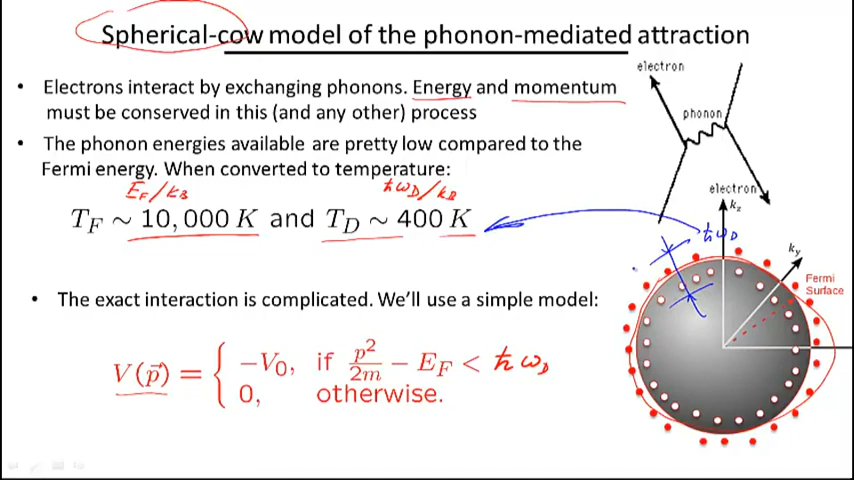 Spherical-cow model of the phonon-mediated attraction
• Electrons interact by exchanging phonons. Energy and momentum
must be conserved in this (and any other) process
• The phonon energies available are pretty low compared to the
Fermi energy. When converted to temperature:
E_F/k_B ħω_D/k_B
T_F ∼ 10,000 K and T_D ∼ 400 K
• The exact interaction is complicated. We'll use a simple model:
V(p⃗) = { −V_0, if p²/2m − E_F < ħω_D
0, otherwise.
electron
phonon
electron
k_z
ħω_D
k_y
Fermi
Surface